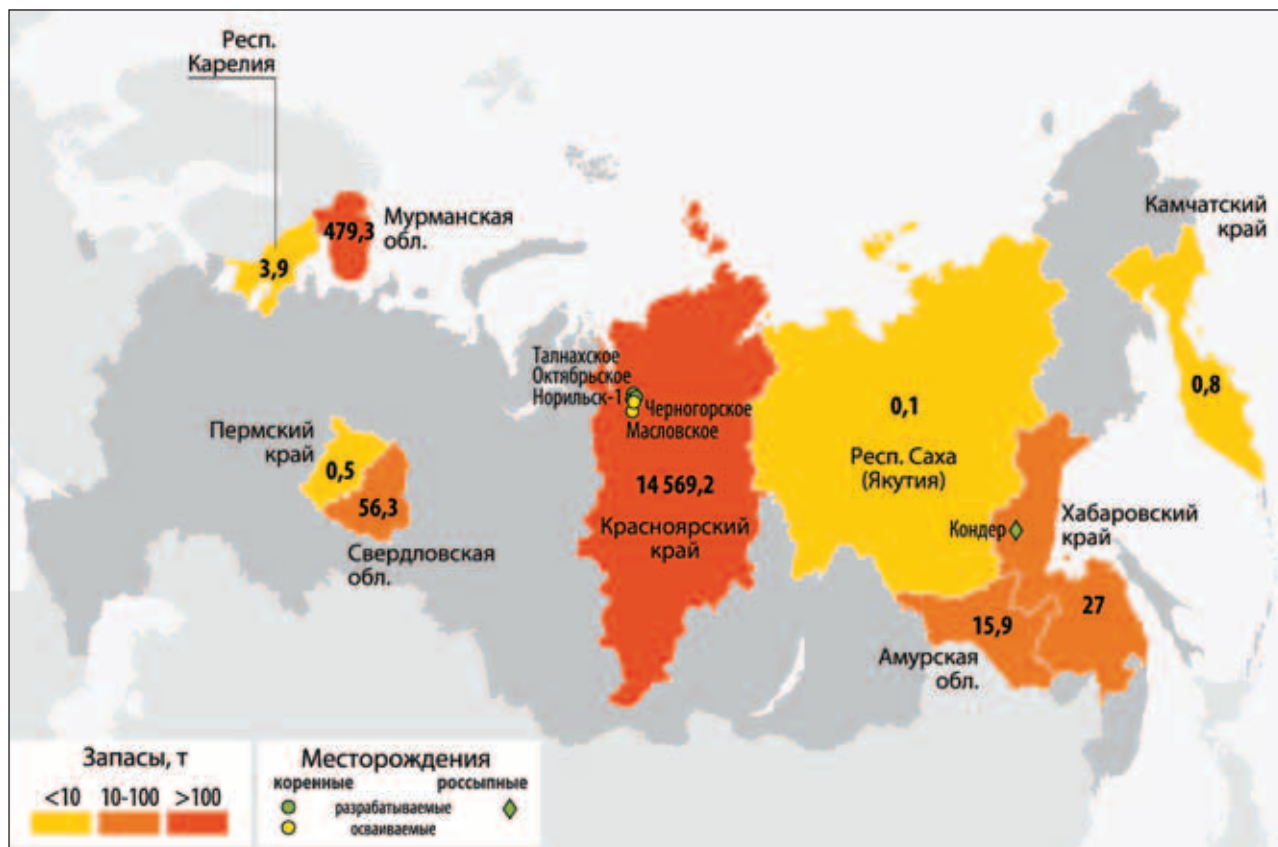 Респ.
Карелия
Мурманская
обл.
479,3
3,9
Камчатский
край
0,8
Талнахское
Октябрьское
Норильск-1
Черногорское
Масловское
Пермский
край
0,5
56,3
Свердловская
обл.
14 569,2
Красноярский
край
0,1
Респ. Саха
(Якутия)
Кондер
Хабаровский
край
27
15,9
Амурская
обл.
Запасы, т
<10 10-100 >100
Месторождения
коренные россыпные
разрабатываемые
осваиваемые